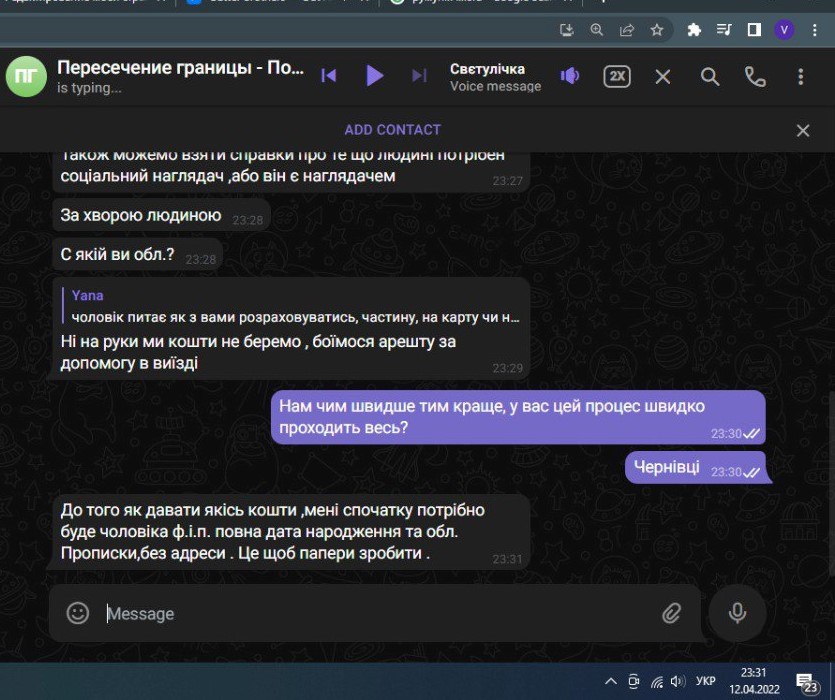 ПГ
Пересечение границы - По...
is typing...
Свєтулічка
Voice message
2X
ADD CONTACT
також можемо взяти справки про те що людині потрібен
соціальний наглядач ,або він є наглядачем
23:27
За хворою людиною
23:28
С якій ви обл.?
23:28
Yana
чоловік питає як з вами розраховуватись, частину, на карту чи н...
Ні на руки ми кошти не беремо , боїмося арешту за
допомогу в виїзді
23:29
Нам чим швидше тим краще, у вас цей процес швидко
проходить весь?
23:30
Чернівці
23:30
До того як давати якісь кошти ,мені спочатку потрібно
буде чоловіка ф.і.п. повна дата народження та обл.
Прописки,без адреси . Це щоб папери зробити .
23:31
Message
V
УКР
23:31
12.04.2022
23